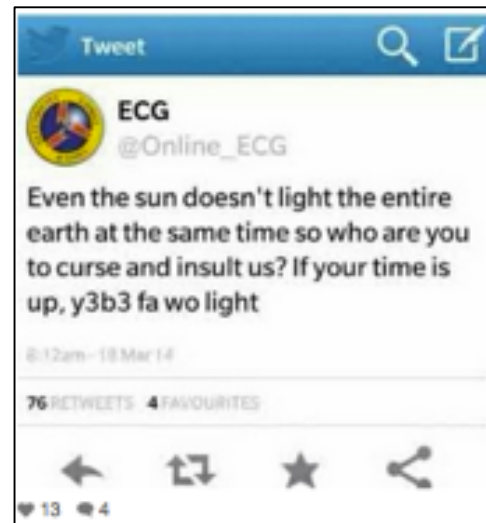 Tweet
ECG
@Online_ECG
Even the sun doesn't light the entire
earth at the same time so who are you
to curse and insult us? If your time is
up, y3b3 fa wo light
8:12am - 18 Mar 14
76 RETWEETS 4 FAVOURITES
13 4